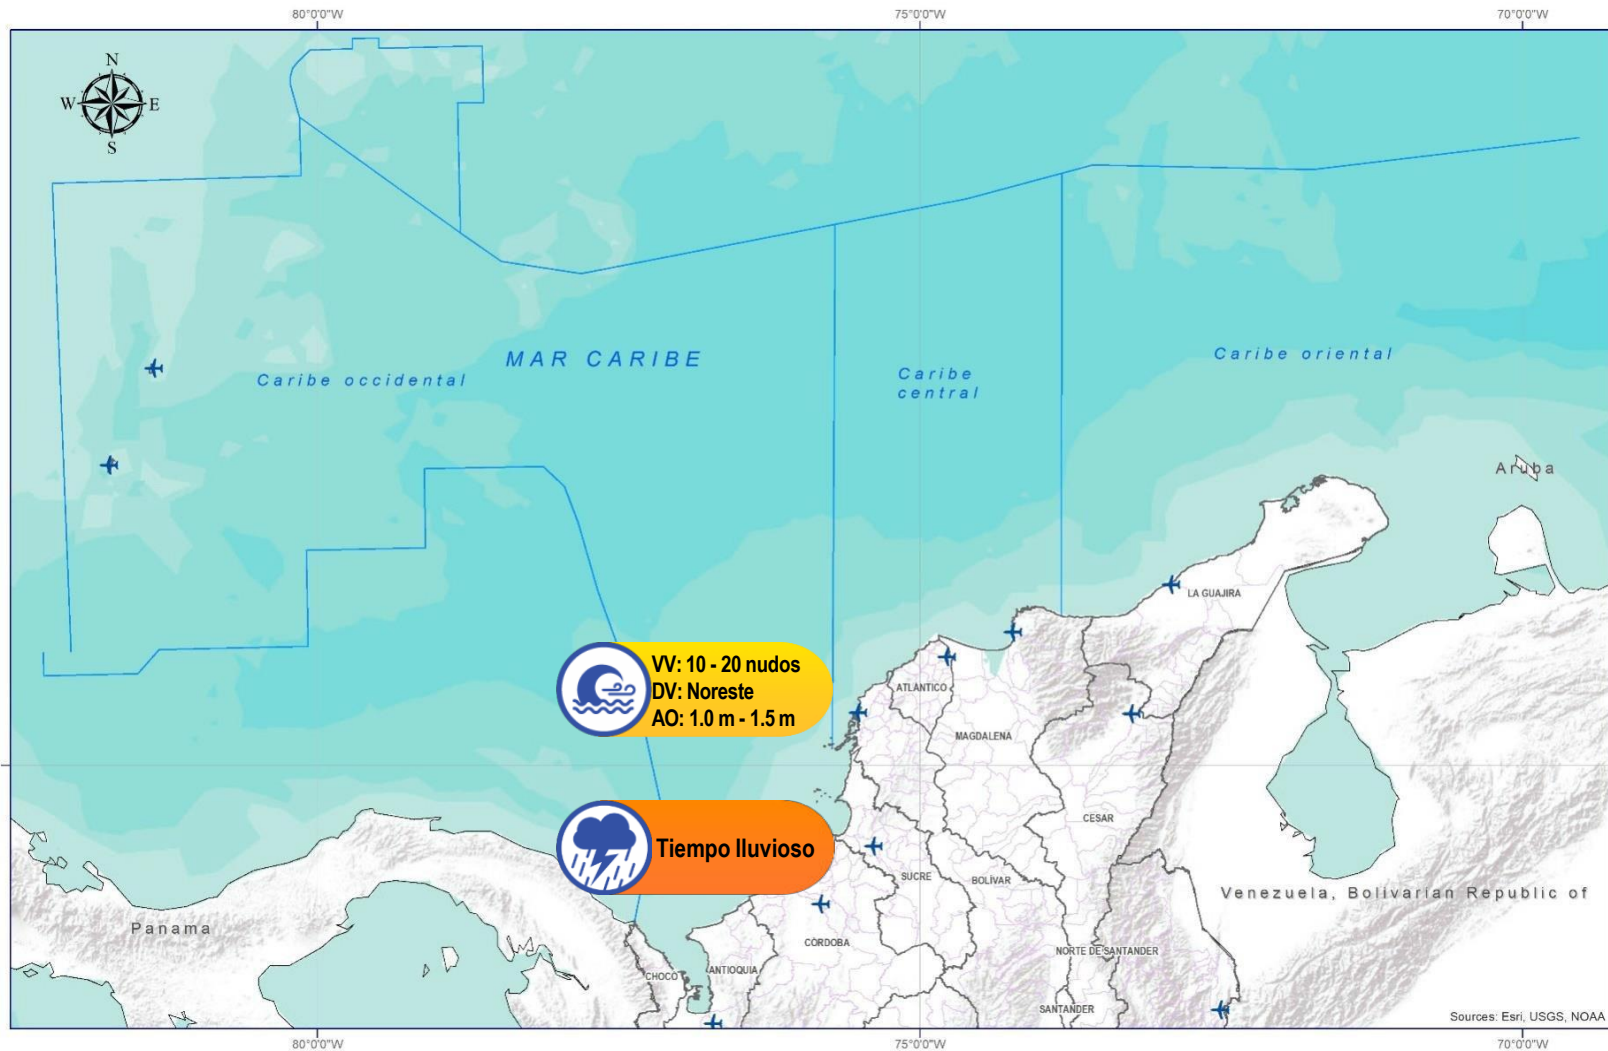 80°0'0"W
75°0'0"W
70°0'0"W
N
W
E
S
MAR CARIBE
Caribe occidental
Caribe
central
Caribe oriental
Aruba
LA GUAJIRA
VV: 10 - 20 nudos
DV: Noreste
AO: 1.0 m - 1.5 m
ATLANTICO
MAGDALENA
CESAR
Tiempo lluvioso
SUCRE
BOLÍVAR
Venezuela, Bolivarian Republic of
Panama
CÓRDOBA
NORTE DE SANTANDER
CHOCO
ANTIOQUIA
SANTANDER
Sources: Esri, USGS, NOAA
80°0'0"W
75°0'0"W
70°0'0"W